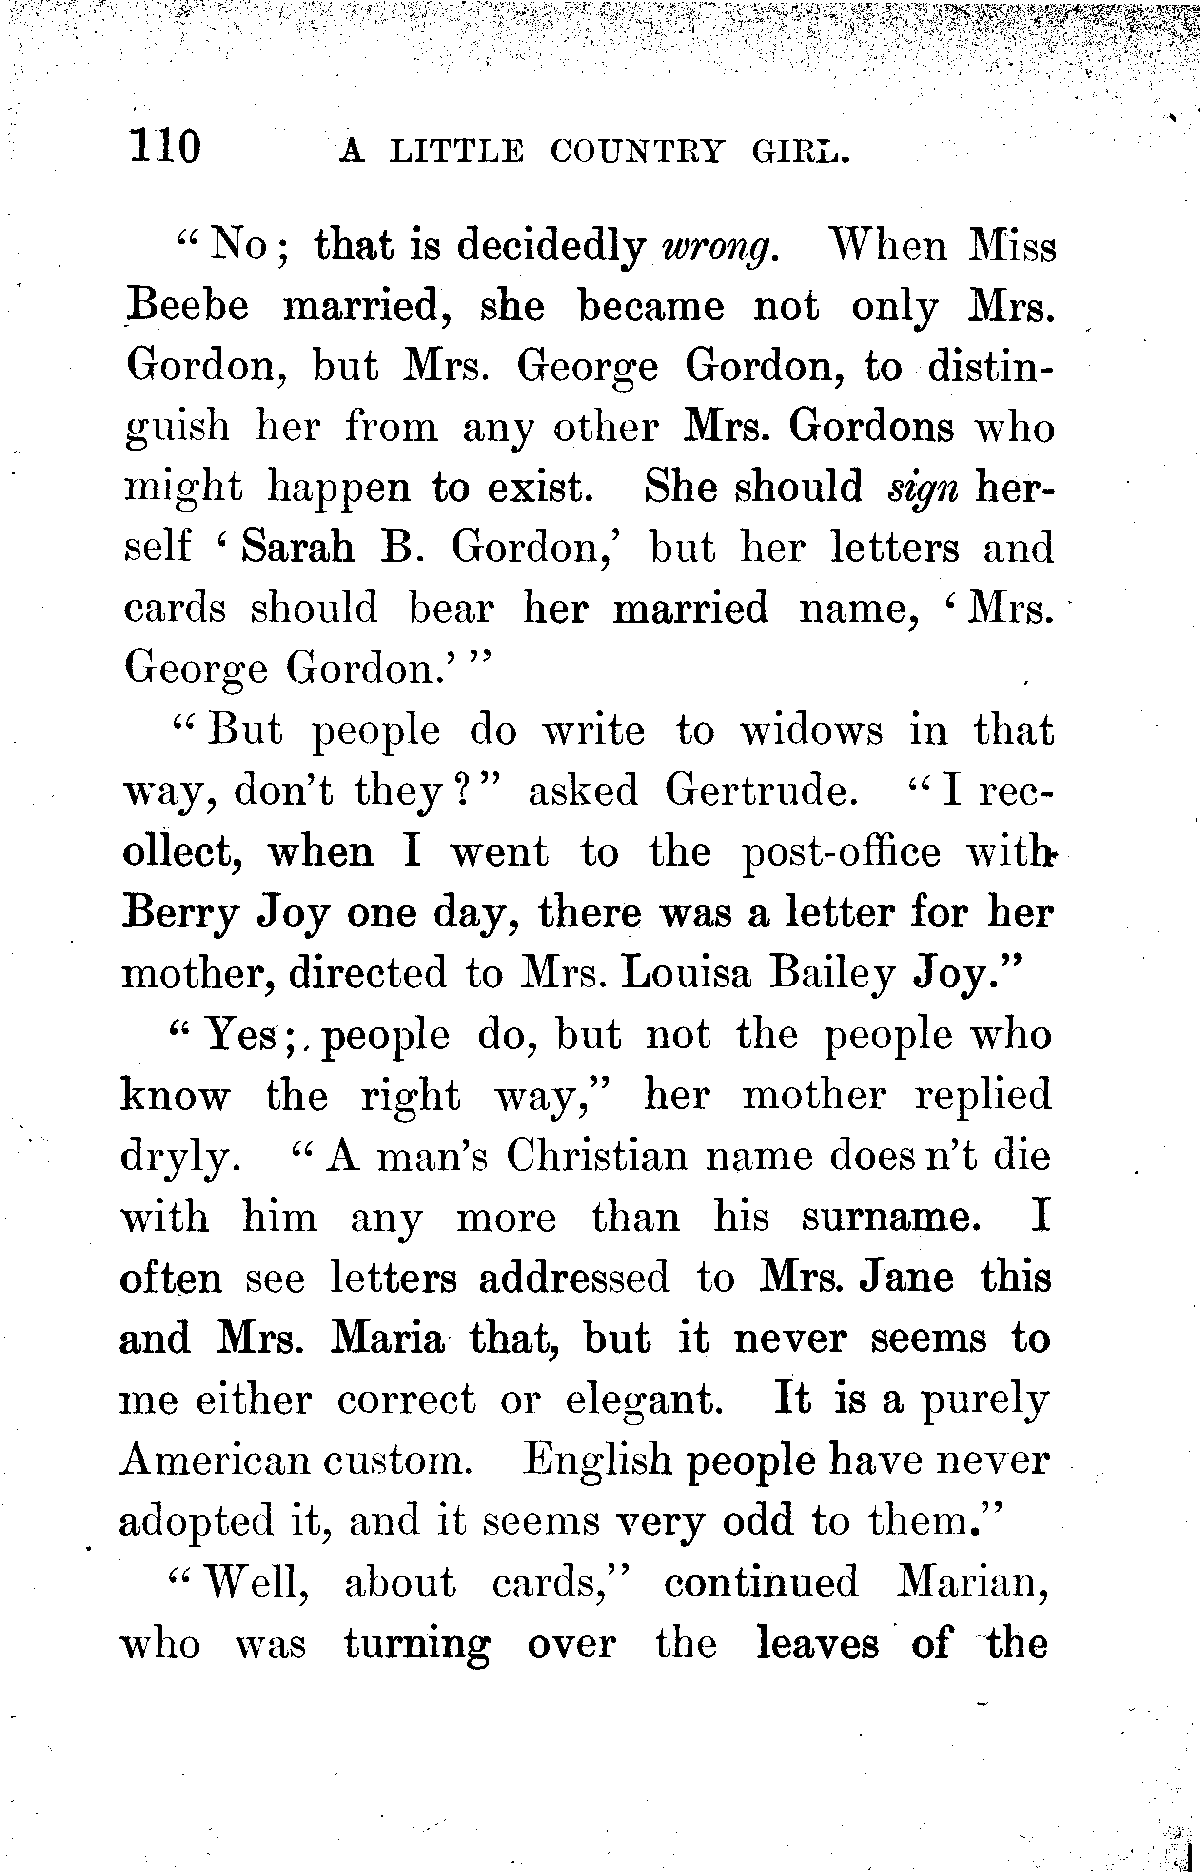 110 A LITTLE COUNTRY GIRL.
“ No ; that is decidedly wrong. When Miss
Beebe married, she became not only Mrs.
Gordon, but Mrs. George Gordon, to distin-
guish her from any other Mrs. Gordons who
might happen to exist. She should sign her-
self ‘ Sarah B. Gordon,’ but her letters and
cards should bear her married name, ‘ Mrs.
George Gordon.’ ”
“ But people do write to widows in that
way, don’t they ? ” asked Gertrude. “ I rec-
ollect, when I went to the post-office with
Berry Joy one day, there was a letter for her
mother, directed to Mrs. Louisa Bailey Joy.”
“ Yes ; people do, but not the people who
know the right way,” her mother replied
dryly. “ A man’s Christian name does n’t die
with him any more than his surname. I
often see letters addressed to Mrs. Jane this
and Mrs. Maria that, but it never seems to
me either correct or elegant. It is a purely
American custom. English people have never
adopted it, and it seems very odd to them.”
“ Well, about cards,” continued Marian,
who was turning over the leaves of the